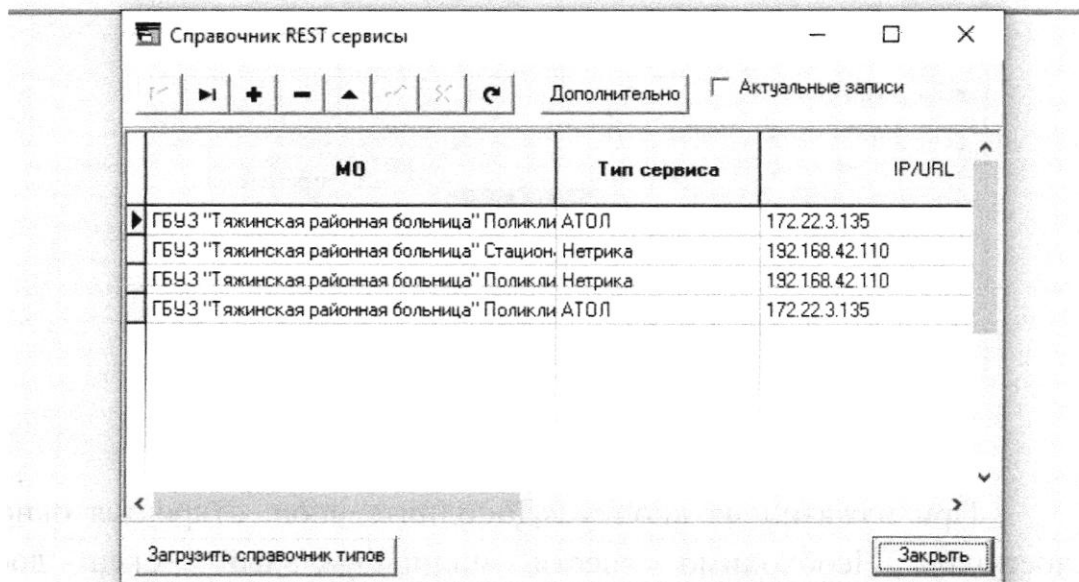 Справочник REST сервисы
Дополнительно Актуальные записи
МО Тип сервиса IP/URL
ГБУЗ "Тяжинская районная больница" Поликли АТОЛ 172.22.3.135
ГБУЗ "Тяжинская районная больница" Стацион Нетрика 192.168.42.110
ГБУЗ "Тяжинская районная больница" Поликли Нетрика 192.168.42.110
ГБУЗ "Тяжинская районная больница" Поликли АТОЛ 172.22.3.135
Загрузить справочник типов Закрыть